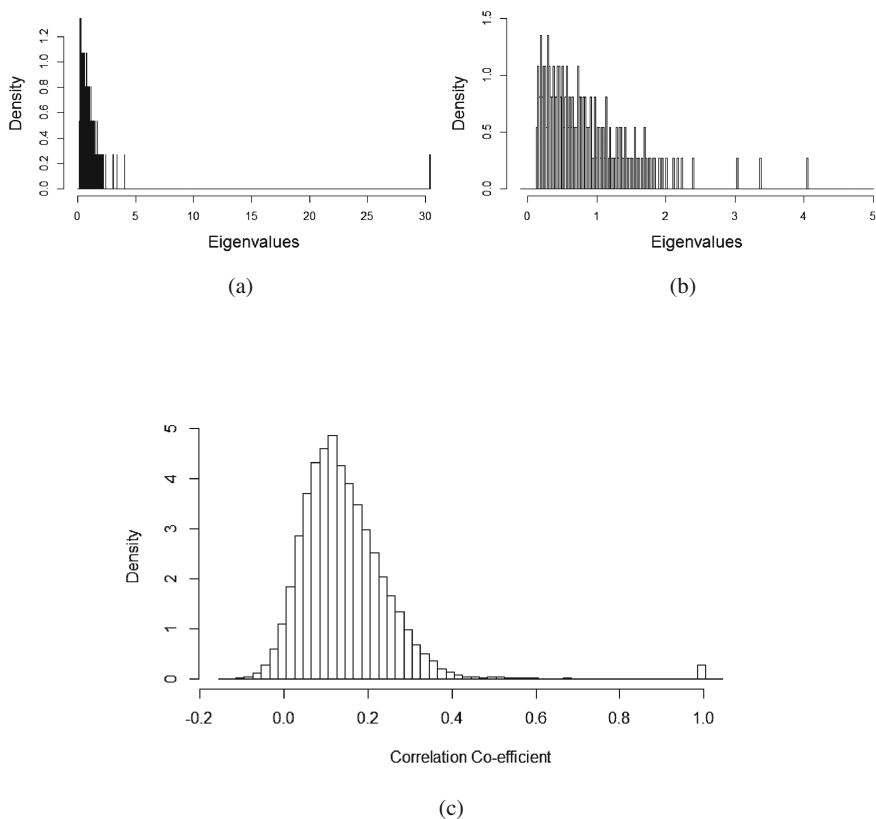 Density
0.0 0.2 0.4 0.6 0.8 1.0 1.2
0 5 10 15 20 25 30
Eigenvalues
(a)
Density
0.0 0.5 1.0 1.5
0 1 2 3 4 5
Eigenvalues
(b)
Density
0 1 2 3 4 5
-0.2 0.0 0.2 0.4 0.6 0.8 1.0
Correlation Co-efficient
(c)